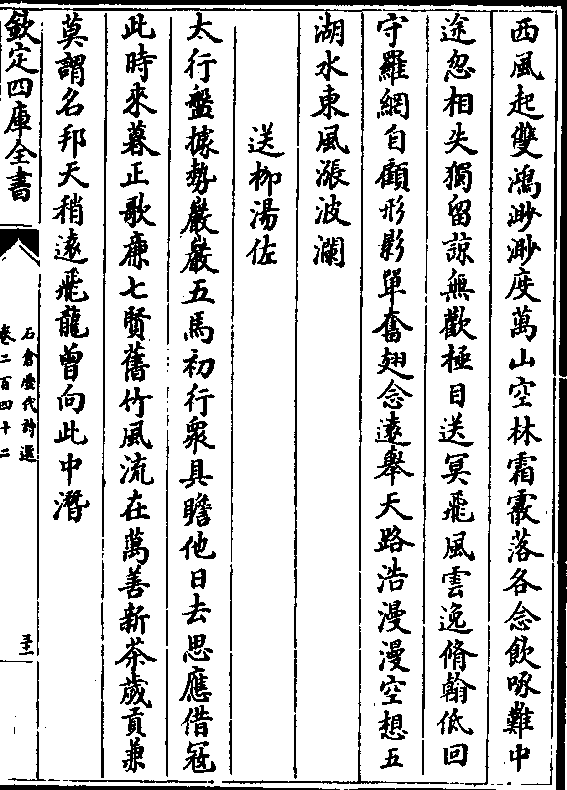 西風起雙鴻渺渺度萬山空林霜霰落各念飲啄難中
途忽相失獨留諒無歡極目送冥飛風雲逸脩翰低回
守羅網自顧形影單奮翅念遠舉天路浩漫漫空想五
湖水東風漲波瀾
送柳湯佐
太行盤據勢巖巖五馬初行衆具瞻他日去思應借冦
此時來暮正歌亷七賢舊竹風流在萬善新茶歲貢兼
莫謂名邦天稍遠飛龍曾向此中潛
欽定四庫全書
石倉歷代詩選
卷二百四十二